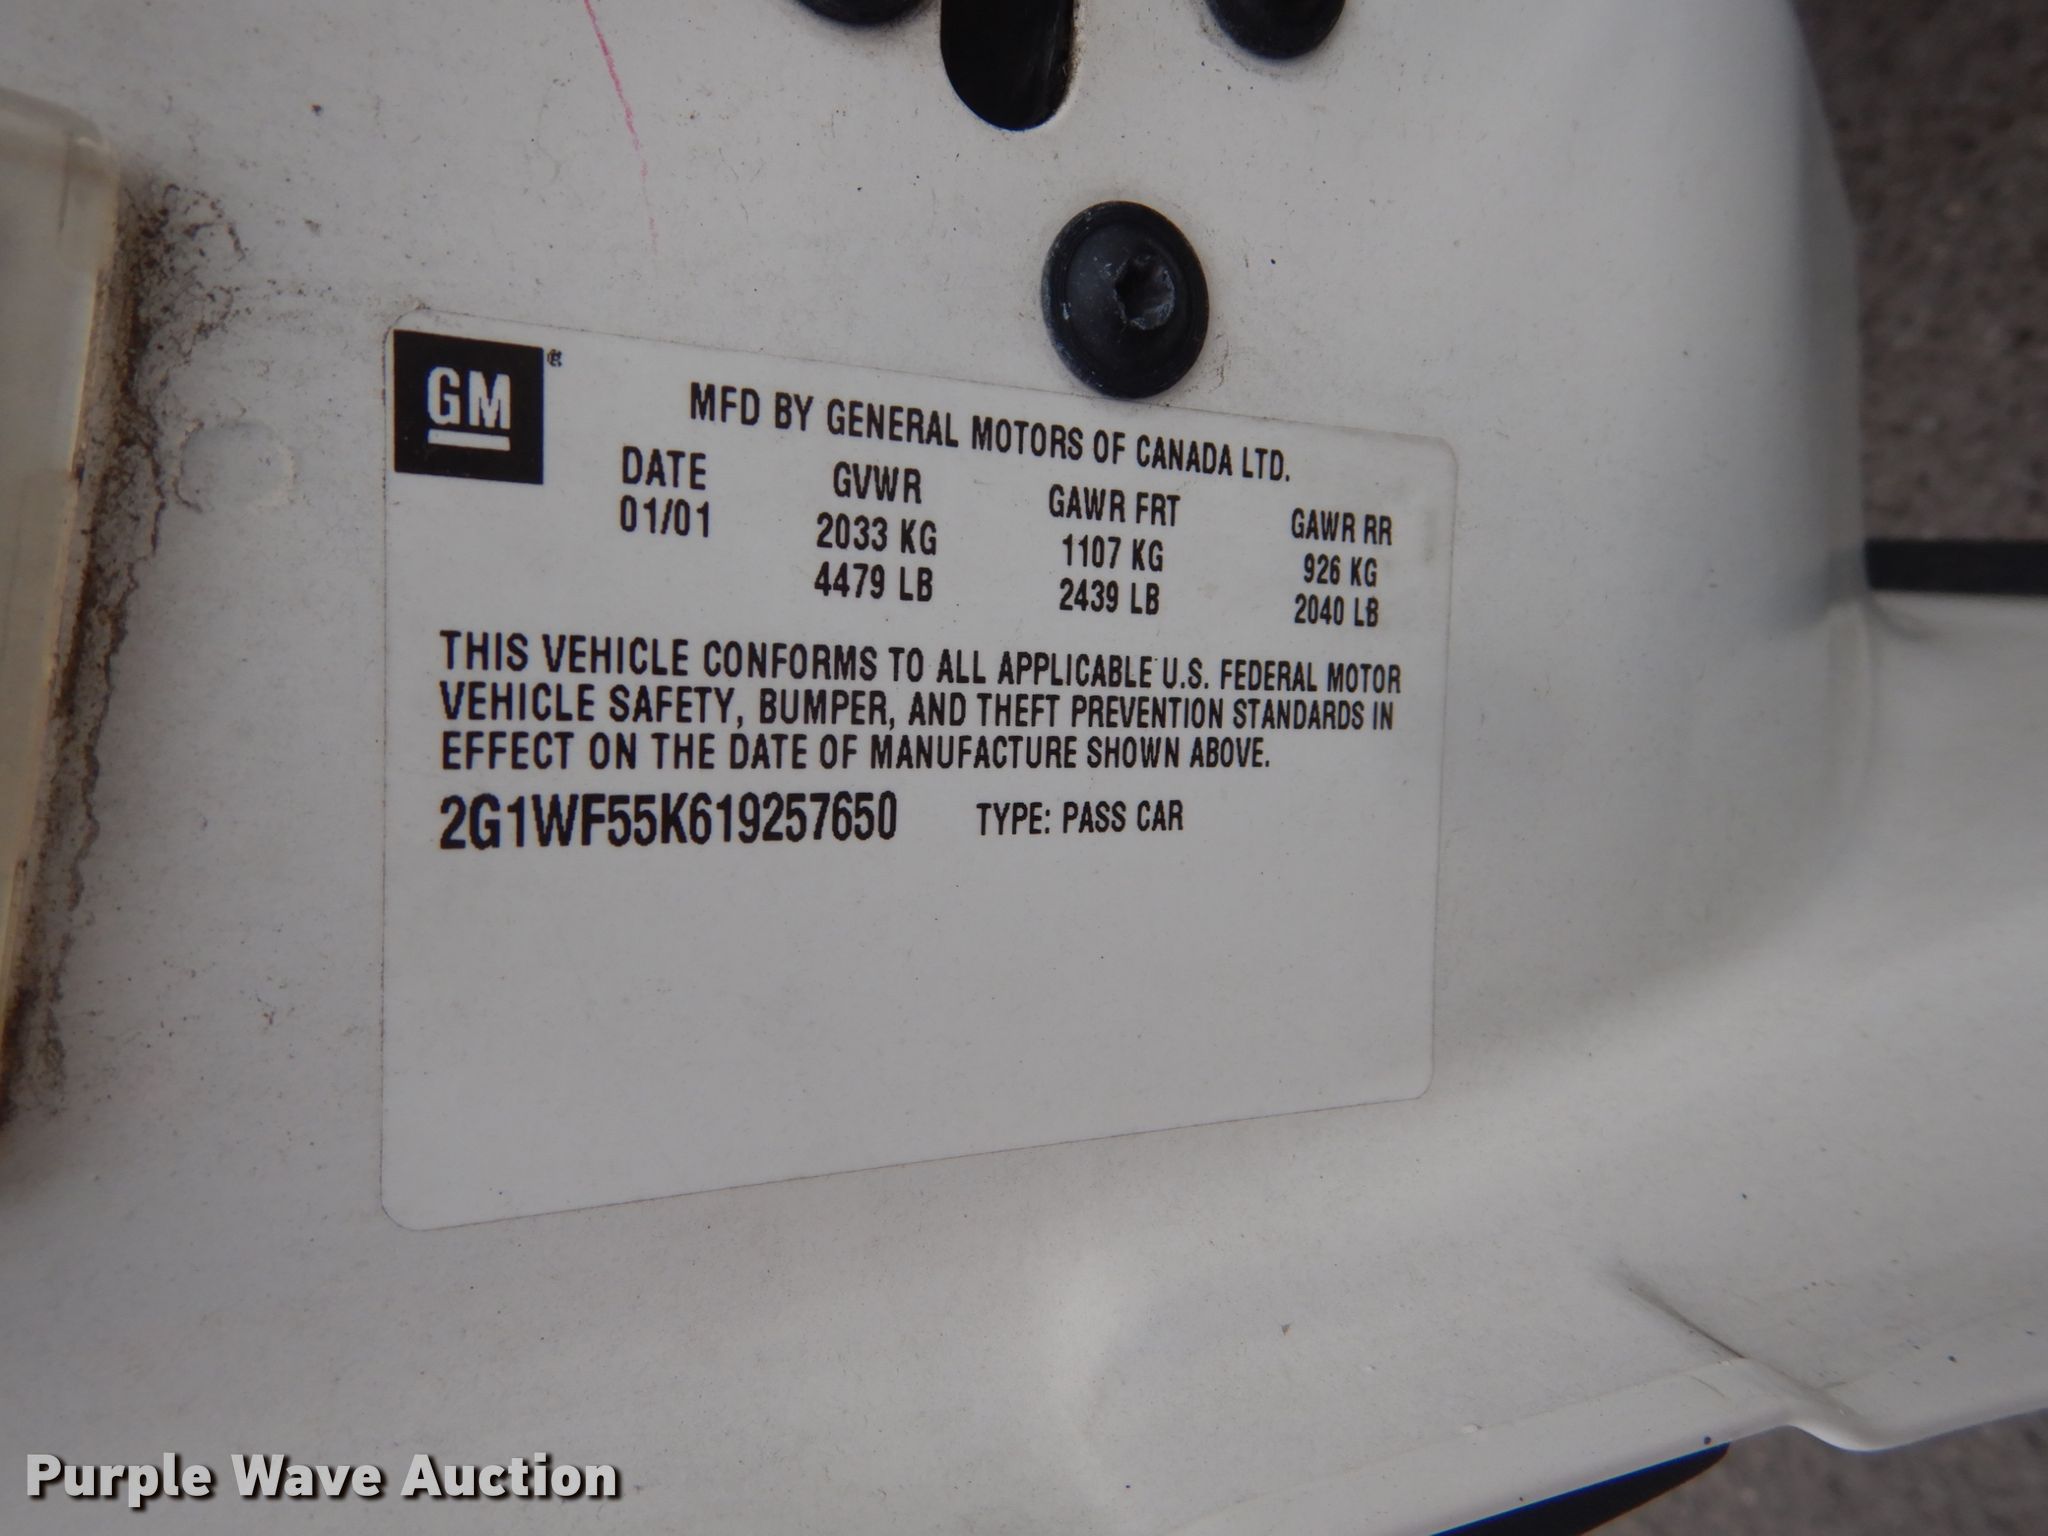 GM®
MFD BY GENERAL MOTORS OF CANADA LTD.
DATE GVWR GAWR FRT GAWR RR
01/01 2033 KG 1107 KG 926 KG
4479 LB 2439 LB 2040 LB
THIS VEHICLE CONFORMS TO ALL APPLICABLE U.S. FEDERAL MOTOR
VEHICLE SAFETY, BUMPER, AND THEFT PREVENTION STANDARDS IN
EFFECT ON THE DATE OF MANUFACTURE SHOWN ABOVE.
2G1WF55K619257650 TYPE: PASS CAR
Purple Wave Auction